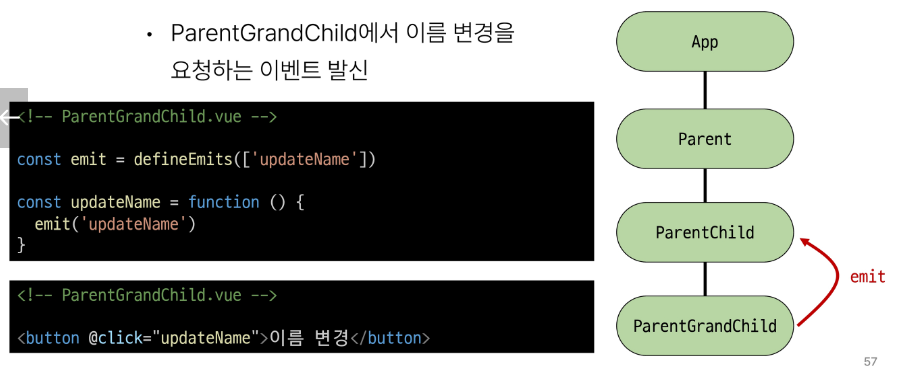 • ParentGrandChild에서 이름 변경을
요청하는 이벤트 발신
<!-- ParentGrandChild.vue -->
const emit = defineEmits(['updateName'])
const updateName = function () {
  emit('updateName')
}
<!-- ParentGrandChild.vue -->
<button @click="updateName">이름 변경</button>
App
Parent
ParentChild
emit
ParentGrandChild
57